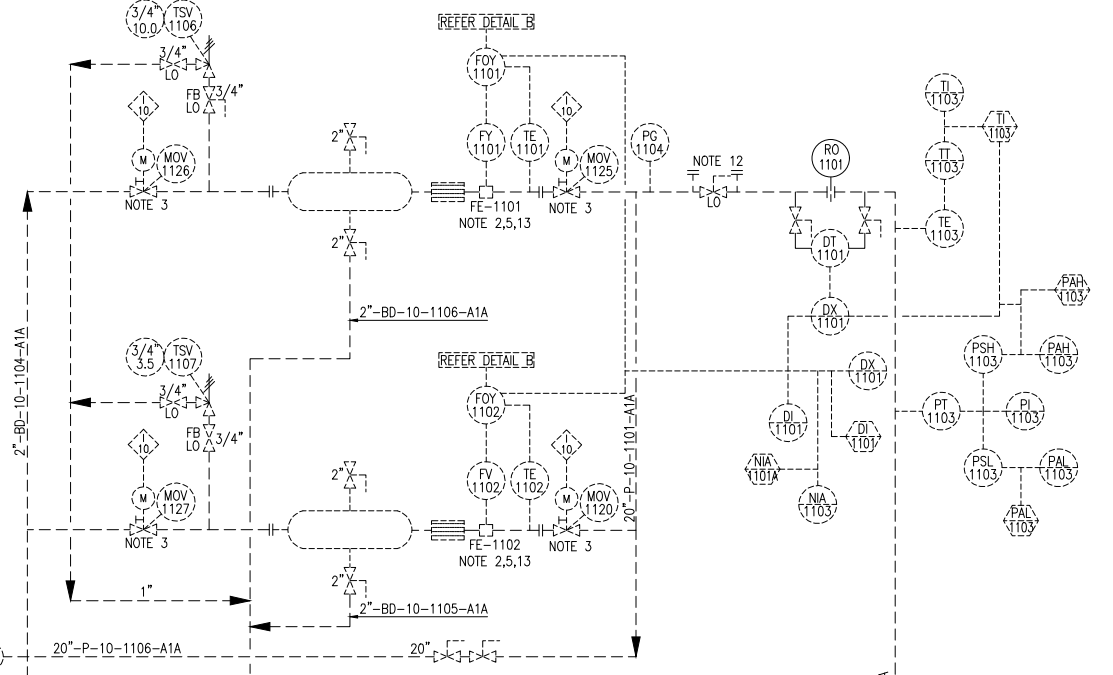 3/4"
10.0
TSV
1106
REFER DETAIL B
3/4"
LO
FB
LO
3/4"
I
10
M
MOV
1126
NOTE 3
2"
2"
FOY
1101
FY
1101
TE
1101
I
10
M
MOV
1125
NOTE 3
FE-1101
NOTE 2,5,13
PG
1104
NOTE 12
LO
RO
1101
DT
1101
DX
1101
TI
1103
TI
1103
TT
1103
TE
1103
PAH
1103
2"-BD-10-1106-A1A
2"-BD-10-1104-A1A
3/4"
3.5
TSV
1107
REFER DETAIL B
3/4"
LO
FB
LO
3/4"
I
10
M
MOV
1127
NOTE 3
2"
2"
FOY
1102
FV
1102
TE
1102
I
10
M
MOV
1120
NOTE 3
FE-1102
NOTE 2,5,13
20"-P-10-1101-A1A
DX
1101
DI
1101
DI
1101
NIA
1101A
NIA
1103
PSH
1103
PAH
1103
PT
1103
PI
1103
PSL
1103
PAL
1103
PAL
1103
1"
2"-BD-10-1105-A1A
20"-P-10-1106-A1A
20"